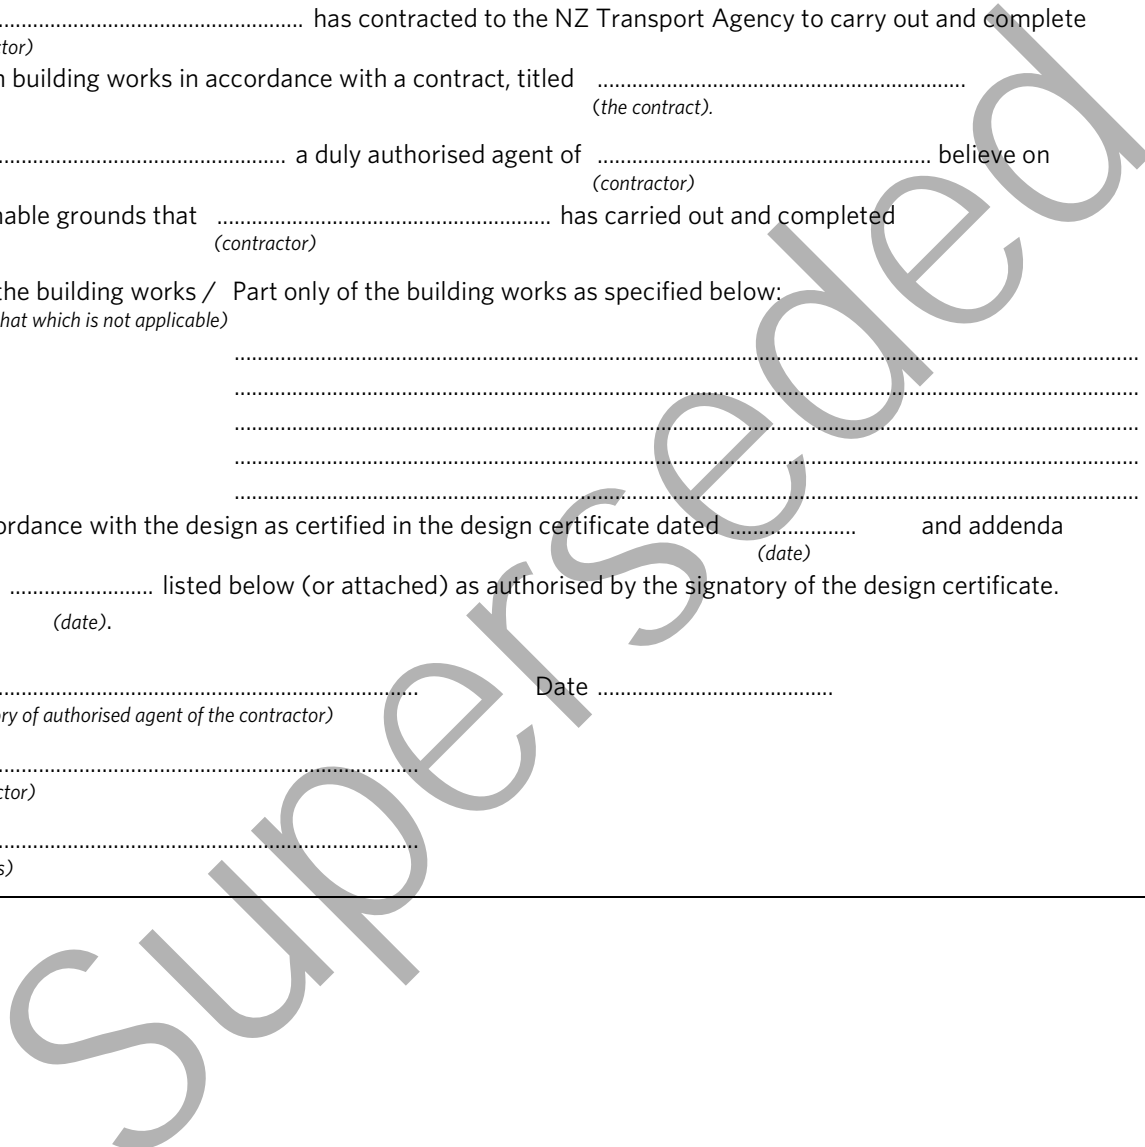 ............................................. has contracted to the NZ Transport Agency to carry out and complete
ctor)
n building works in accordance with a contract, titled .....................................................
(the contract).
.......................................... a duly authorised agent of ................................................ believe on
(contractor)
nable grounds that ................................................ has carried out and completed
(contractor)
the building works / Part only of the building works as specified below:
hat which is not applicable)
..................................................................................................................................
..................................................................................................................................
..................................................................................................................................
..................................................................................................................................
..................................................................................................................................
ordance with the design as certified in the design certificate dated .................. and addenda
(date)
..................... listed below (or attached) as authorised by the signatory of the design certificate.
(date).
............................................................. Date ..................................
ory of authorised agent of the contractor)
.............................................................
ctor)
.............................................................
s)
Superseded